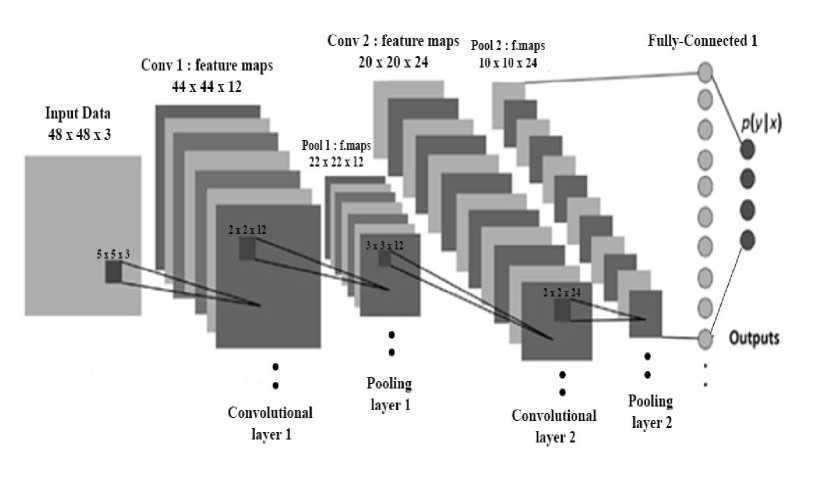 Input Data
48 x 48 x 3
5 x 5 x 3
Conv 1 : feature maps
44 x 44 x 12
2 x 2 x 12
Convolutional
layer 1
Pool 1 : f.maps
22 x 22 x 12
3 x 3 x 12
Pooling
layer 1
Conv 2 : feature maps
20 x 20 x 24
2 x 2 x 24
Convolutional
layer 2
Pool 2 : f.maps
10 x 10 x 24
Pooling
layer 2
Fully-Connected 1
p(y|x)
Outputs